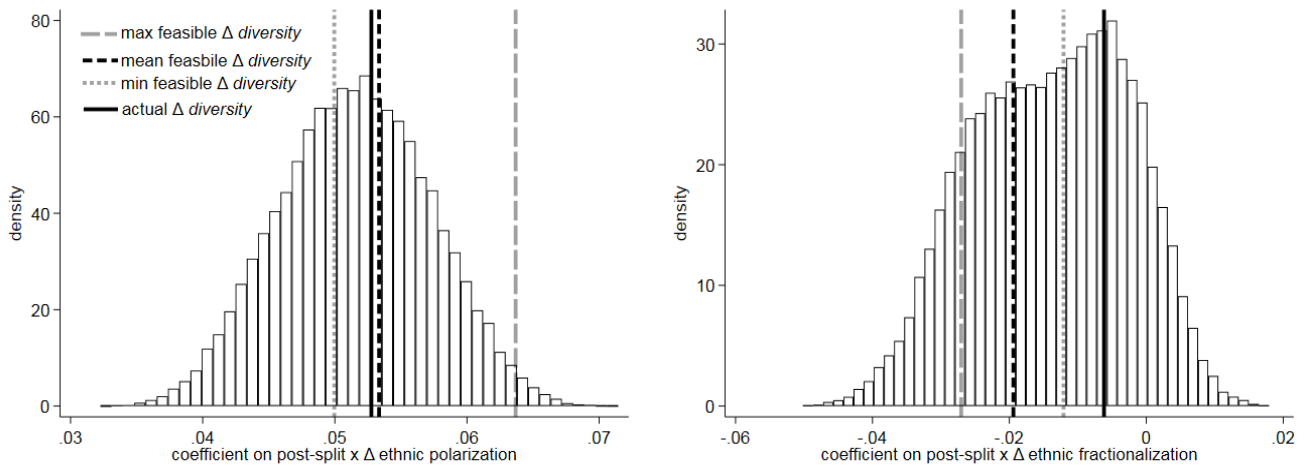 80
60
40
20
0
density
max feasible Δ diversity
mean feasbile Δ diversity
min feasible Δ diversity
actual Δ diversity
.03 .04 .05 .06 .07
coefficient on post-split x Δ ethnic polarization
30
20
10
0
density
-.06 -.04 -.02 0 .02
coefficient on post-split x Δ ethnic fractionalization